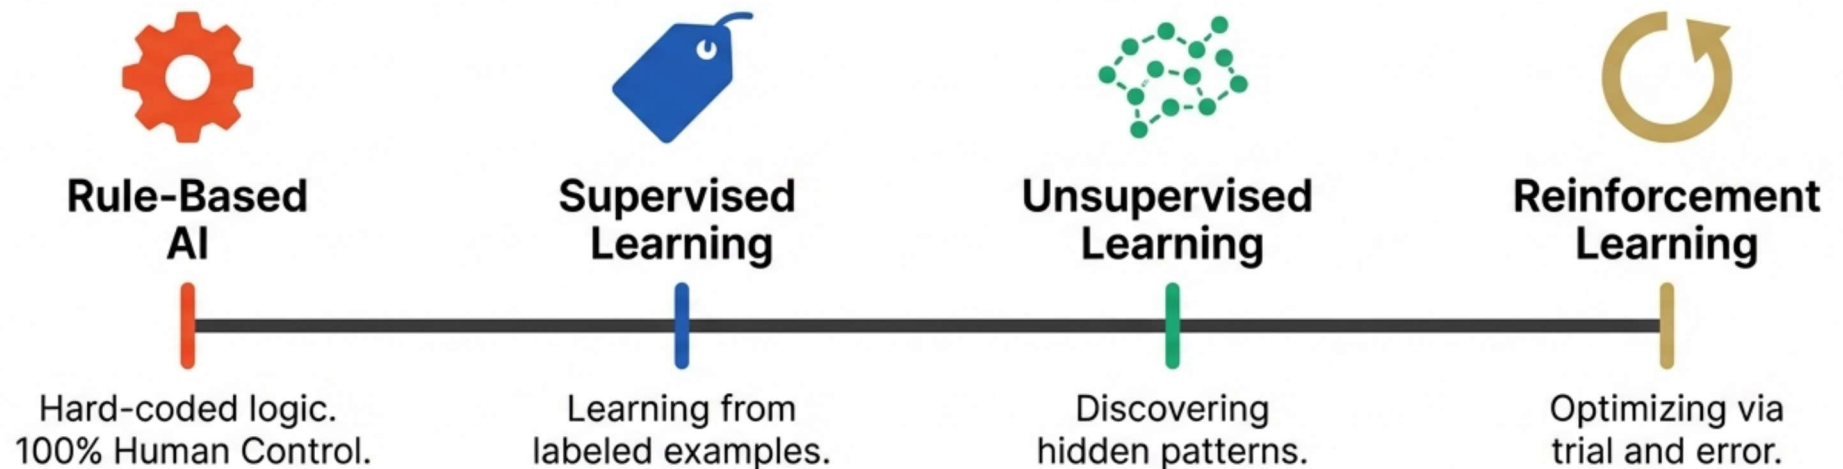 Rule-Based
AI
Hard-coded logic.
100% Human Control.
Supervised
Learning
Learning from
labeled examples.
Unsupervised
Learning
Discovering
hidden patterns.
Reinforcement
Learning
Optimizing via
trial and error.